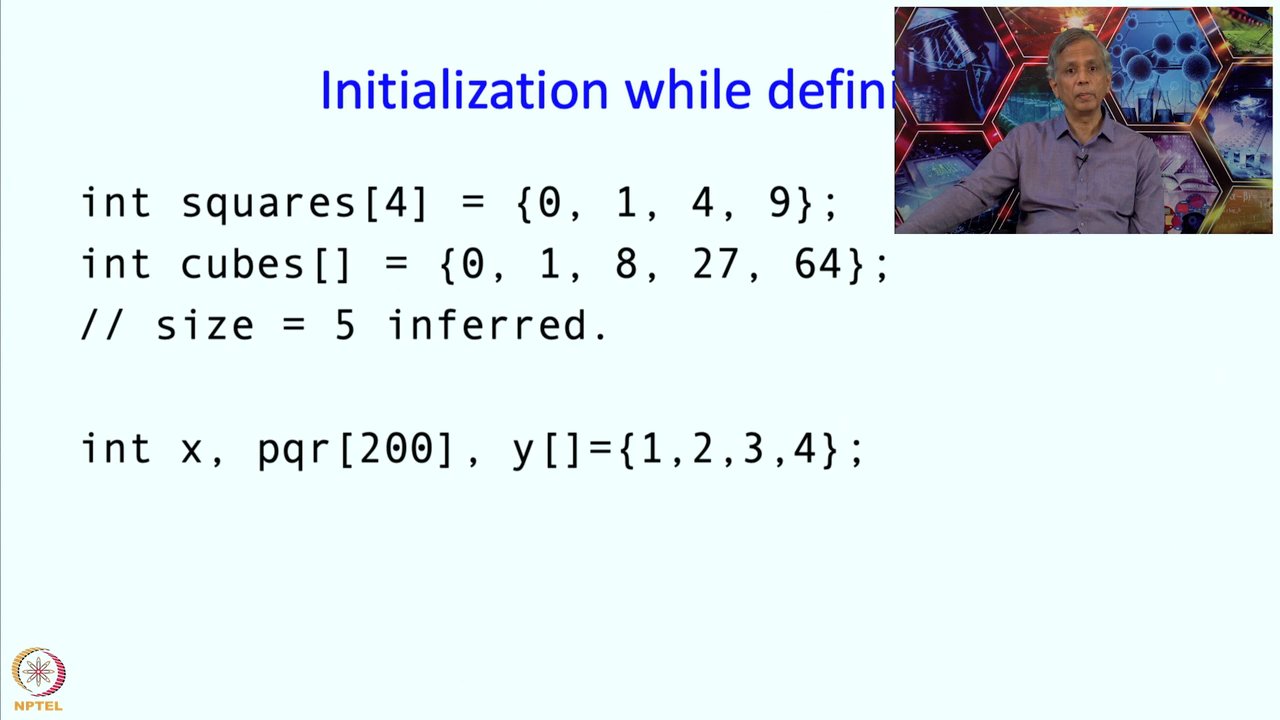 Initialization while defini
int squares[4] = {0, 1, 4, 9};
int cubes[] = {0, 1, 8, 27, 64};
// size = 5 inferred.
int x, pqr[200], y[]={1,2,3,4};
NPTEL